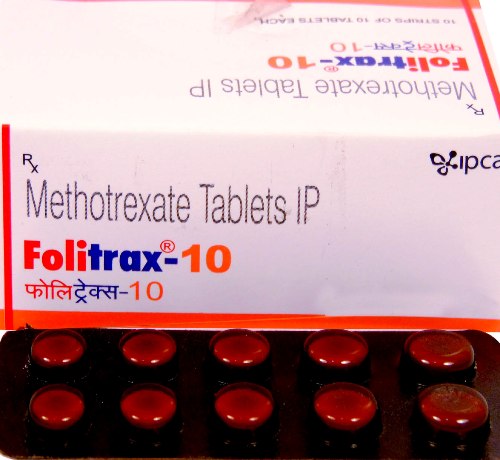 10 STRIPS OF 10 TABLETS EACH.
फोलिट्रेक्स-10
Folitrax®-10
Methotrexate Tablets IP
Rx
Rx
ipca
Methotrexate Tablets IP
Folitrax®-10
फोलिट्रेक्स-10